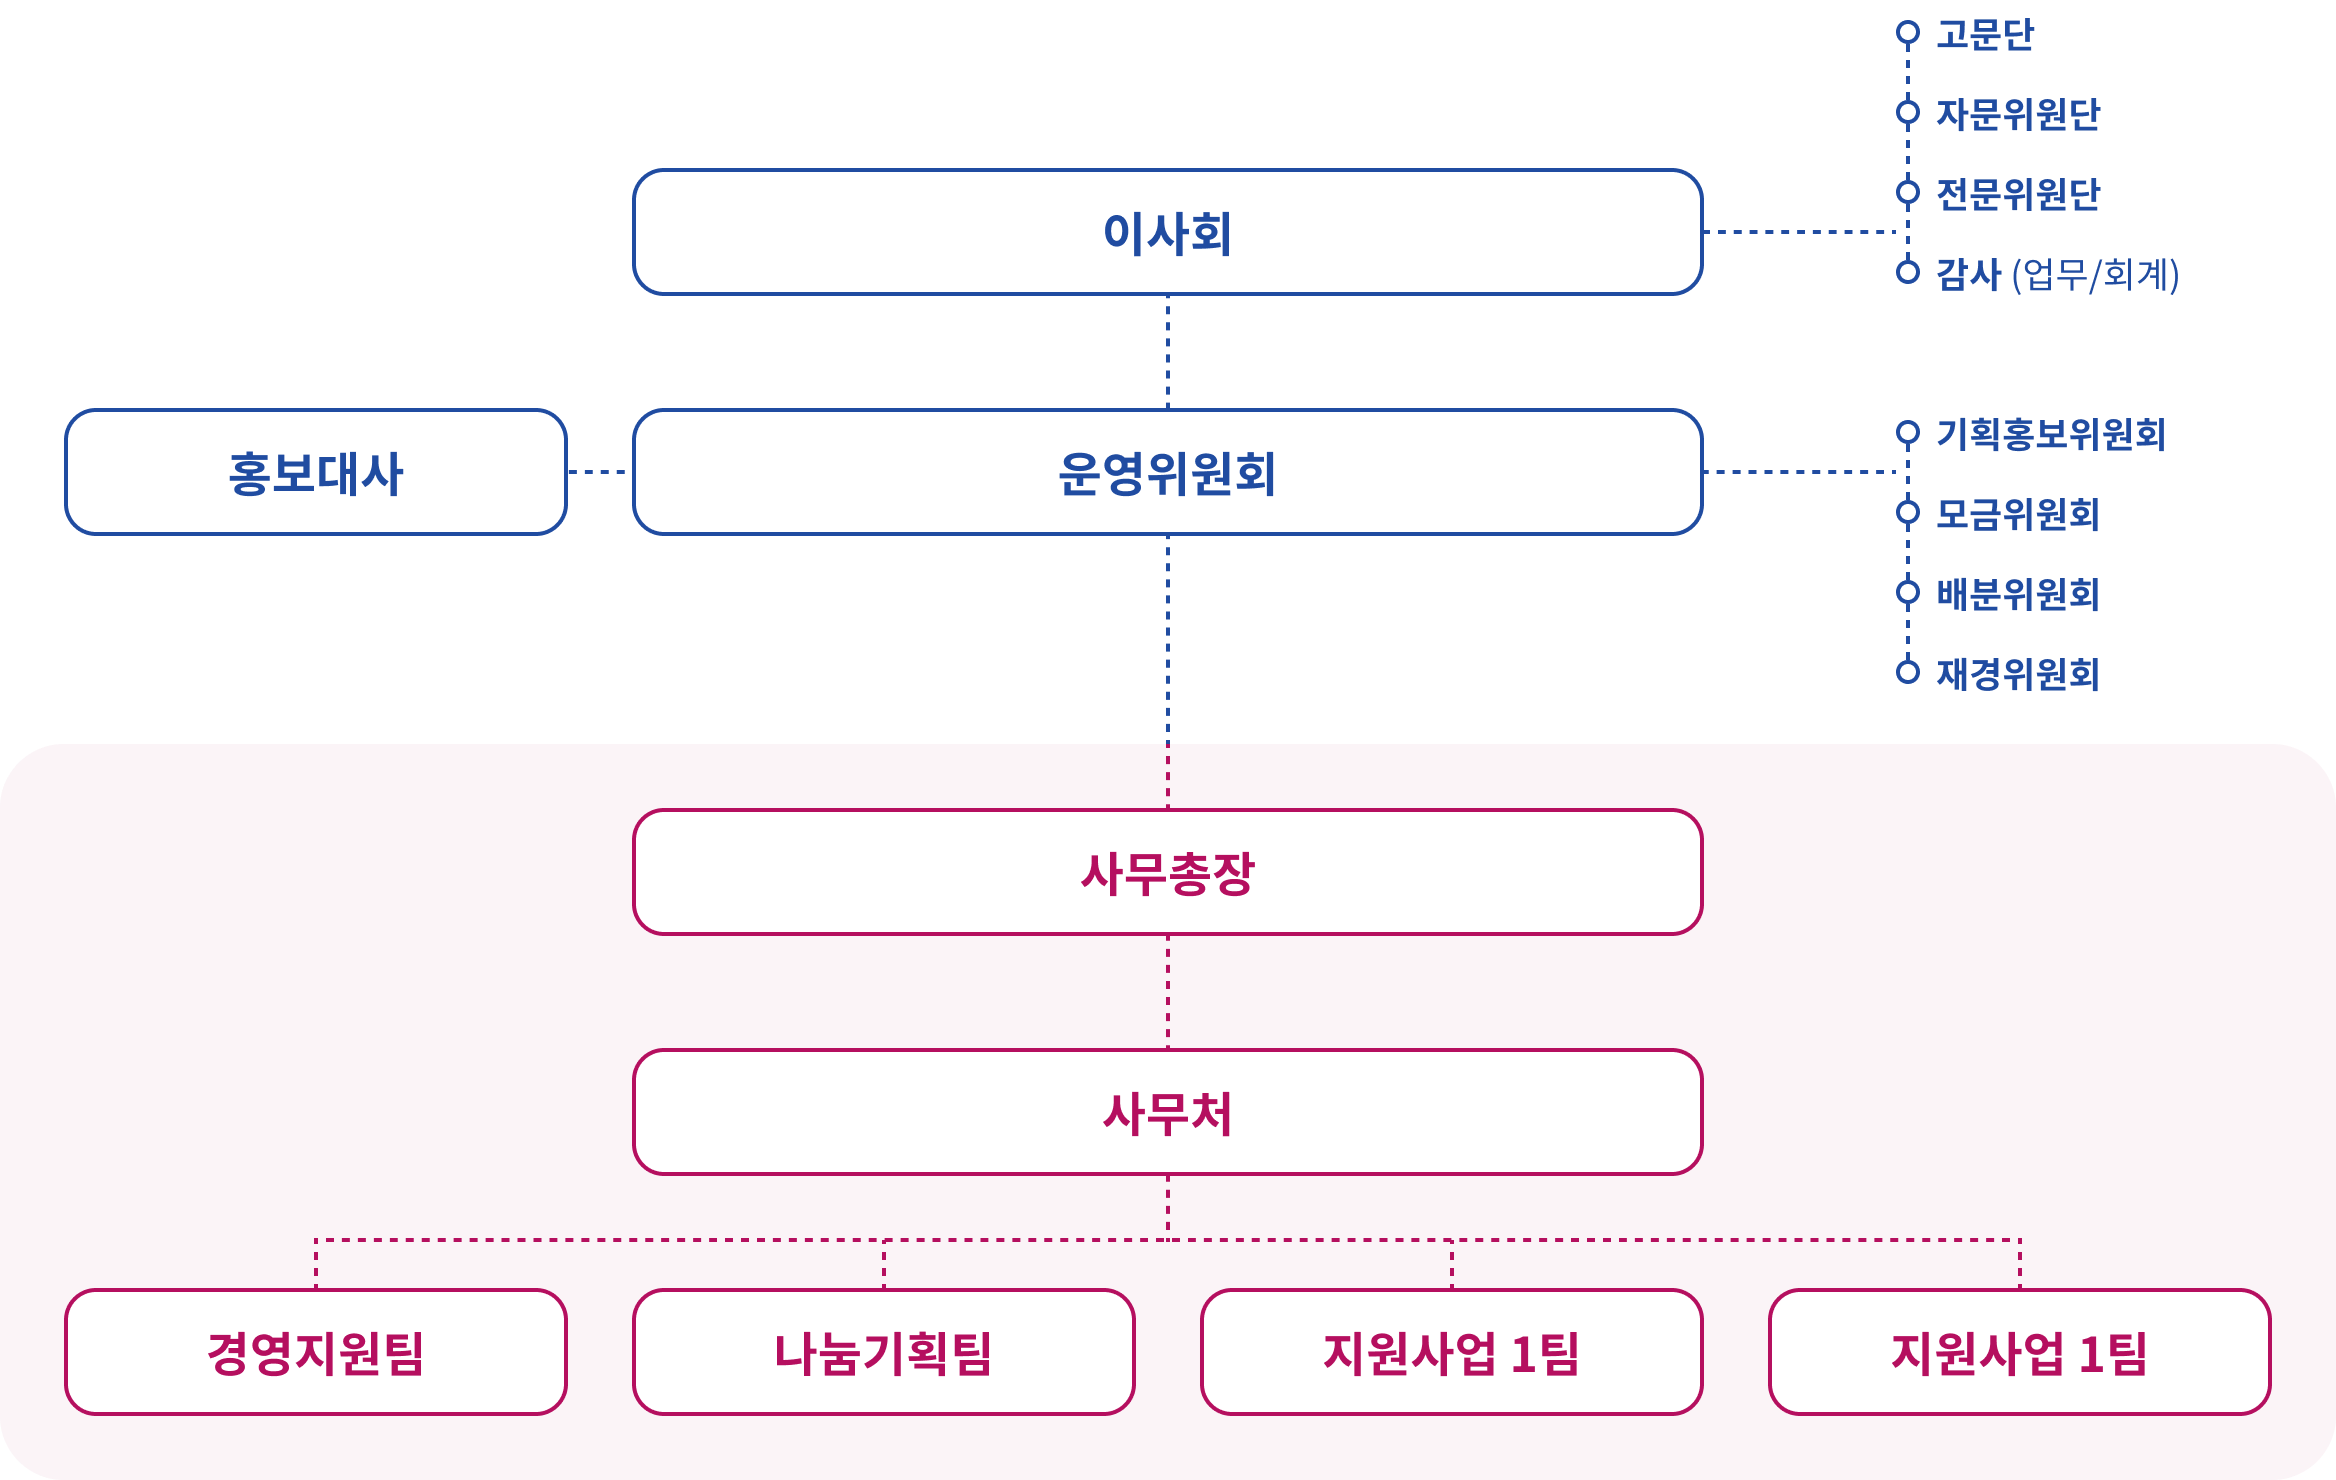 고문단
자문위원단
전문위원단
감사 (업무/회계)
이사회
홍보대사
운영위원회
기획홍보위원회
모금위원회
배분위원회
재경위원회
사무총장
사무처
경영지원팀
나눔기획팀
지원사업 1팀
지원사업 1팀